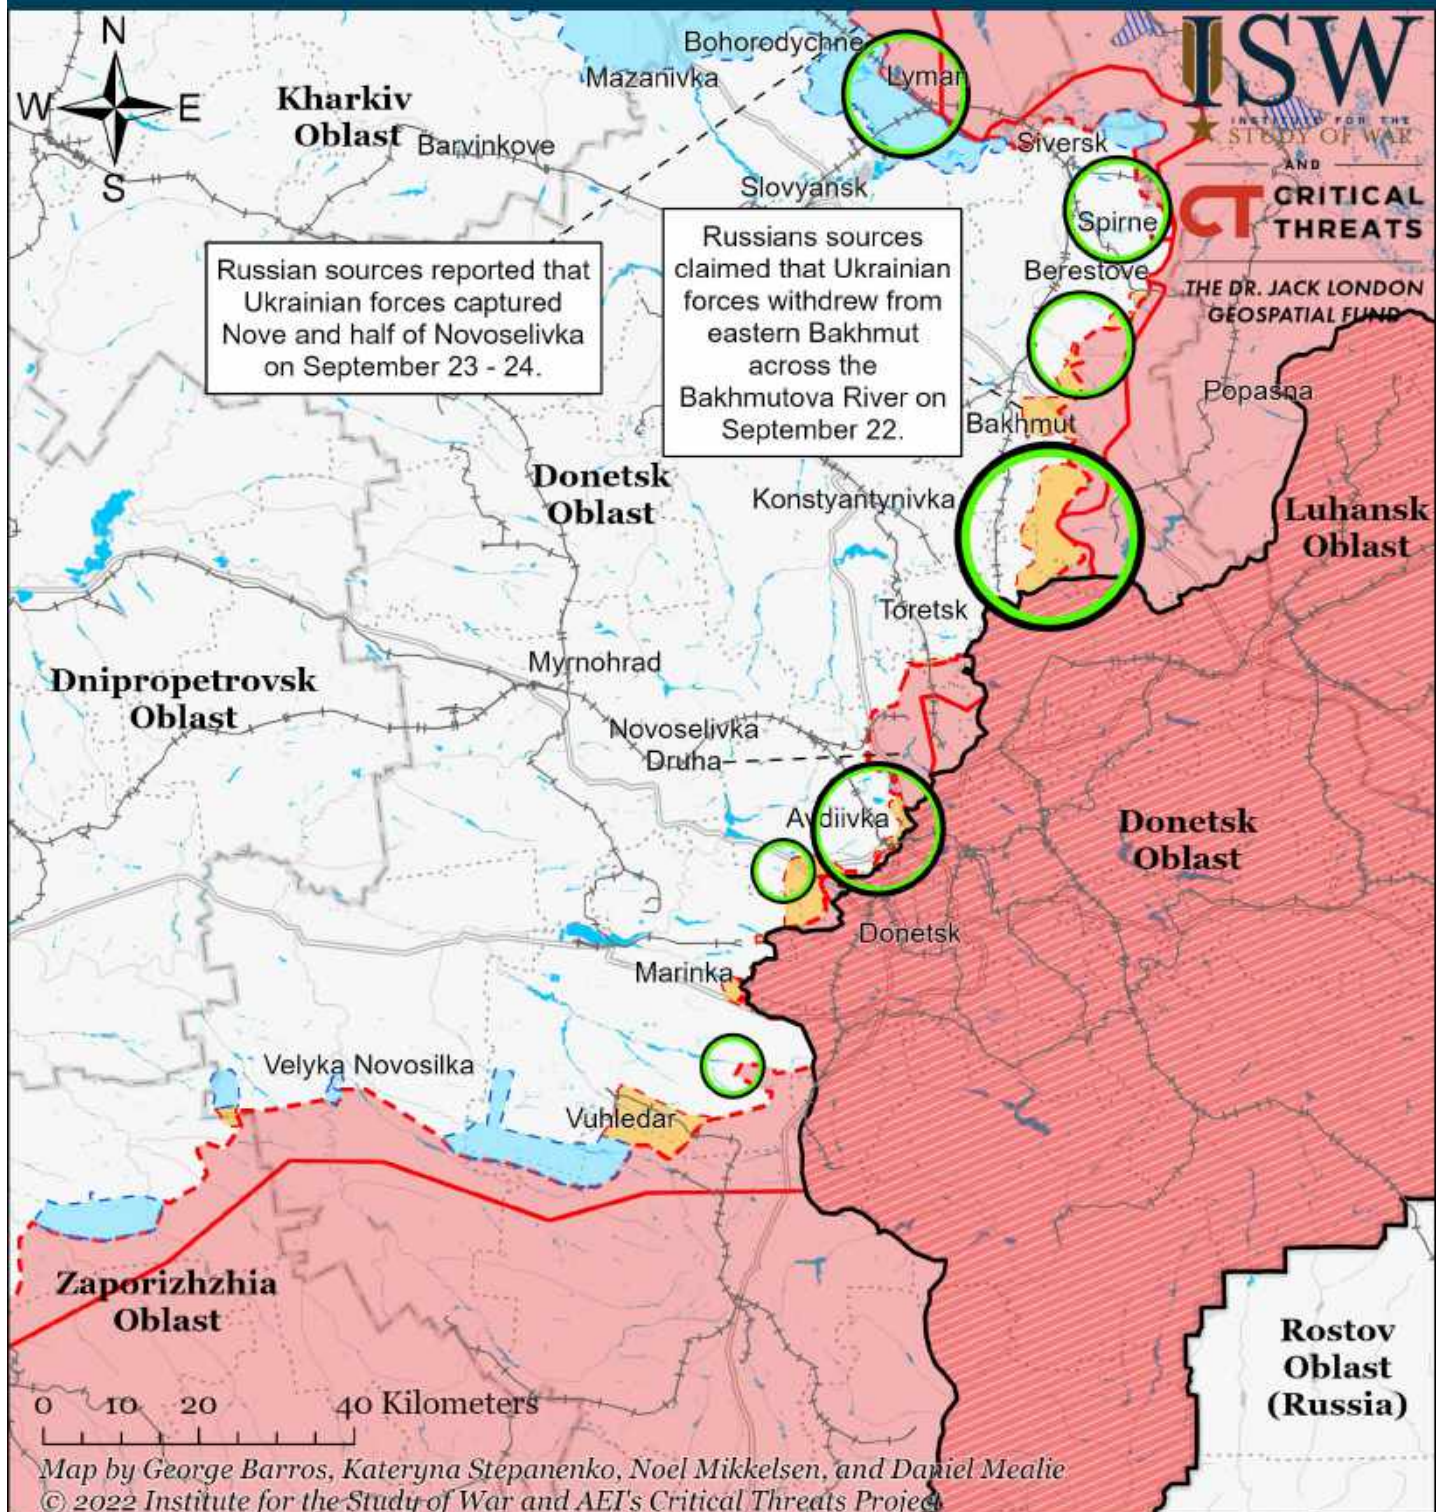 N
W
E
S
Kharkiv
Oblast
Bohorodychne
Mazanivka
Lyman
Barvinkove
Siversk
Slovyansk
Spirne
Berestove
ISW
INSTITUTE FOR THE
STUDY OF WAR
AND
CT CRITICAL
THREATS
THE DR. JACK LONDON
GEOSPATIAL FUND
Russian sources reported that
Ukrainian forces captured
Nove and half of Novoselivka
on September 23 - 24.
Russians sources
claimed that Ukrainian
forces withdrew from
eastern Bakhmut
across the
Bakhmutova River on
September 22.
Popasna
Bakhmut
Donetsk
Oblast
Konstyantynivka
Luhansk
Oblast
Toretsk
Myrnohrad
Dnipropetrovsk
Oblast
Novoselivka
Druha
Avdiivka
Donetsk
Oblast
Donetsk
Marinka
Velyka Novosilka
Vuhledar
Zaporizhzhia
Oblast
Rostov
Oblast
(Russia)
0 10 20 40 Kilometers
Map by George Barros, Kateryna Stepanenko, Noel Mikkelsen, and Daniel Mealie
© 2022 Institute for the Study of War and AEI's Critical Threats Project